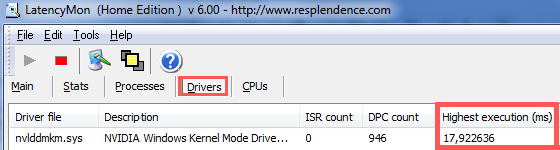 LatencyMon (Home Edition ) v 6.00 - http://www.resplendence.com
File Edit Tools Help
Main Stats Processes Drivers CPUs
Driver file Description ISR count DPC count Highest execution (ms)
nvlddmkm.sys NVIDIA Windows Kernel Mode Drive... 0 946 17,922636